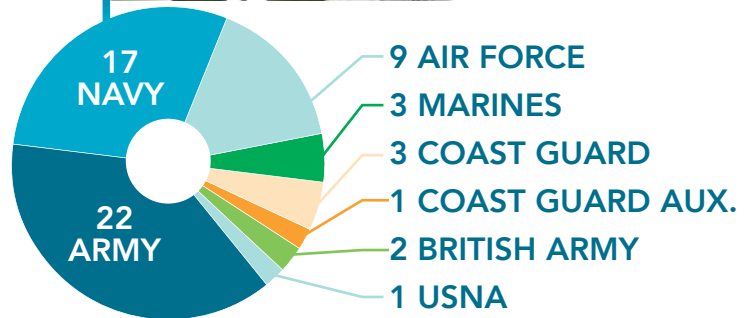 17
NAVY
9 AIR FORCE
3 MARINES
3 COAST GUARD
1 COAST GUARD AUX.
22
ARMY
2 BRITISH ARMY
1 USNA